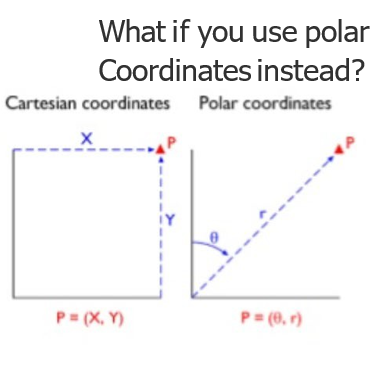 What if you use polar
Coordinates instead?
Cartesian coordinates
Polar coordinates
X
P
P
Y
θ
r
P = (X, Y)
P = (θ, r)